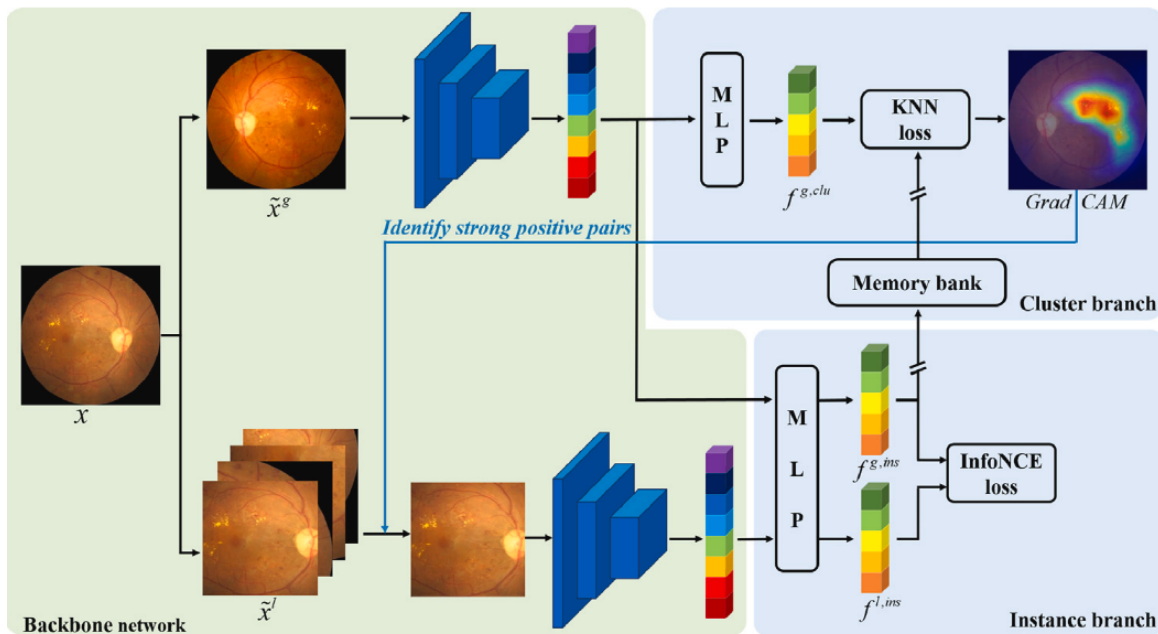 M
L
P
KNN
loss
f^{g,clu}
x̃^g
Grad CAM
Identify strong positive pairs
Memory bank
Cluster branch
x
M
L
P
f^{g,ins}
InfoNCE
loss
f^{l,ins}
x̃^l
Backbone network
Instance branch